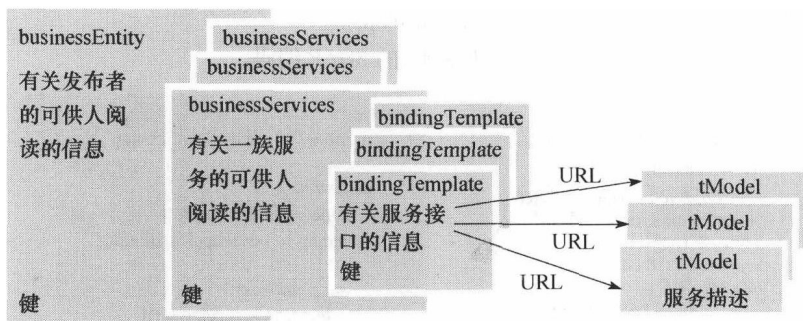 businessEntity
有关发布者
的可供人阅
读的信息
键
businessServices
businessServices
businessServices
有关一族服
务的可供人
阅读的信息
键
bindingTemplate
bindingTemplate
bindingTemplate
有关服务接
口的信息
键
URL
URL
URL
tModel
tModel
tModel
服务描述